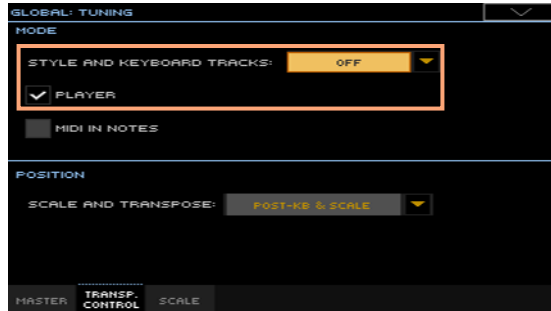 GLOBAL: TUNING
MODE
STYLE AND KEYBOARD TRACKS: OFF
PLAYER
MIDI IN NOTES
POSITION
SCALE AND TRANSPOSE: POST-KB & SCALE
MASTER TRANSP. CONTROL SCALE